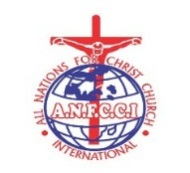 ALL NATIONS FOR CHRIST CHURCH
A.N.F.C.C.I
• INTERNATIONAL •